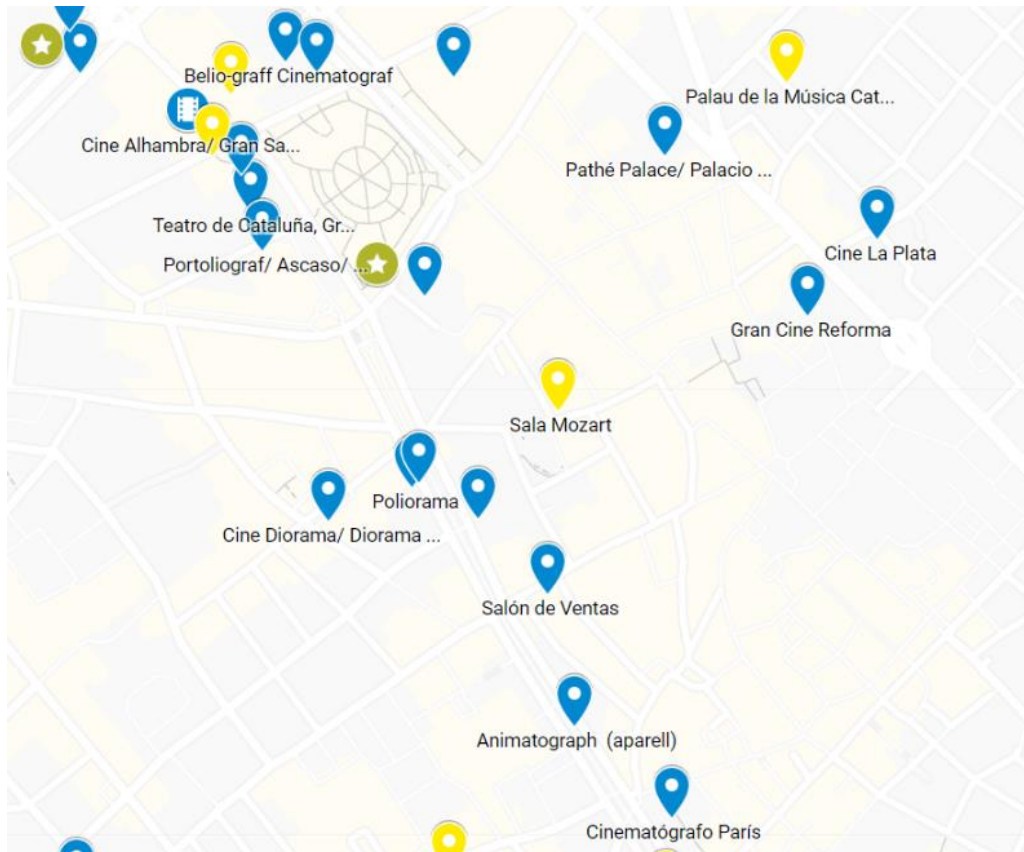 Belio-graff Cinematograf
Palau de la Música Cat...
Cine Alhambra/ Gran Sa...
Pathé Palace/ Palacio ...
Teatro de Cataluña, Gr...
Cine La Plata
Portoliograf/ Ascaso/ ...
Gran Cine Reforma
Sala Mozart
Poliorama
Cine Diorama/ Diorama ...
Salón de Ventas
Animatograph (aparell)
Cinematógrafo París